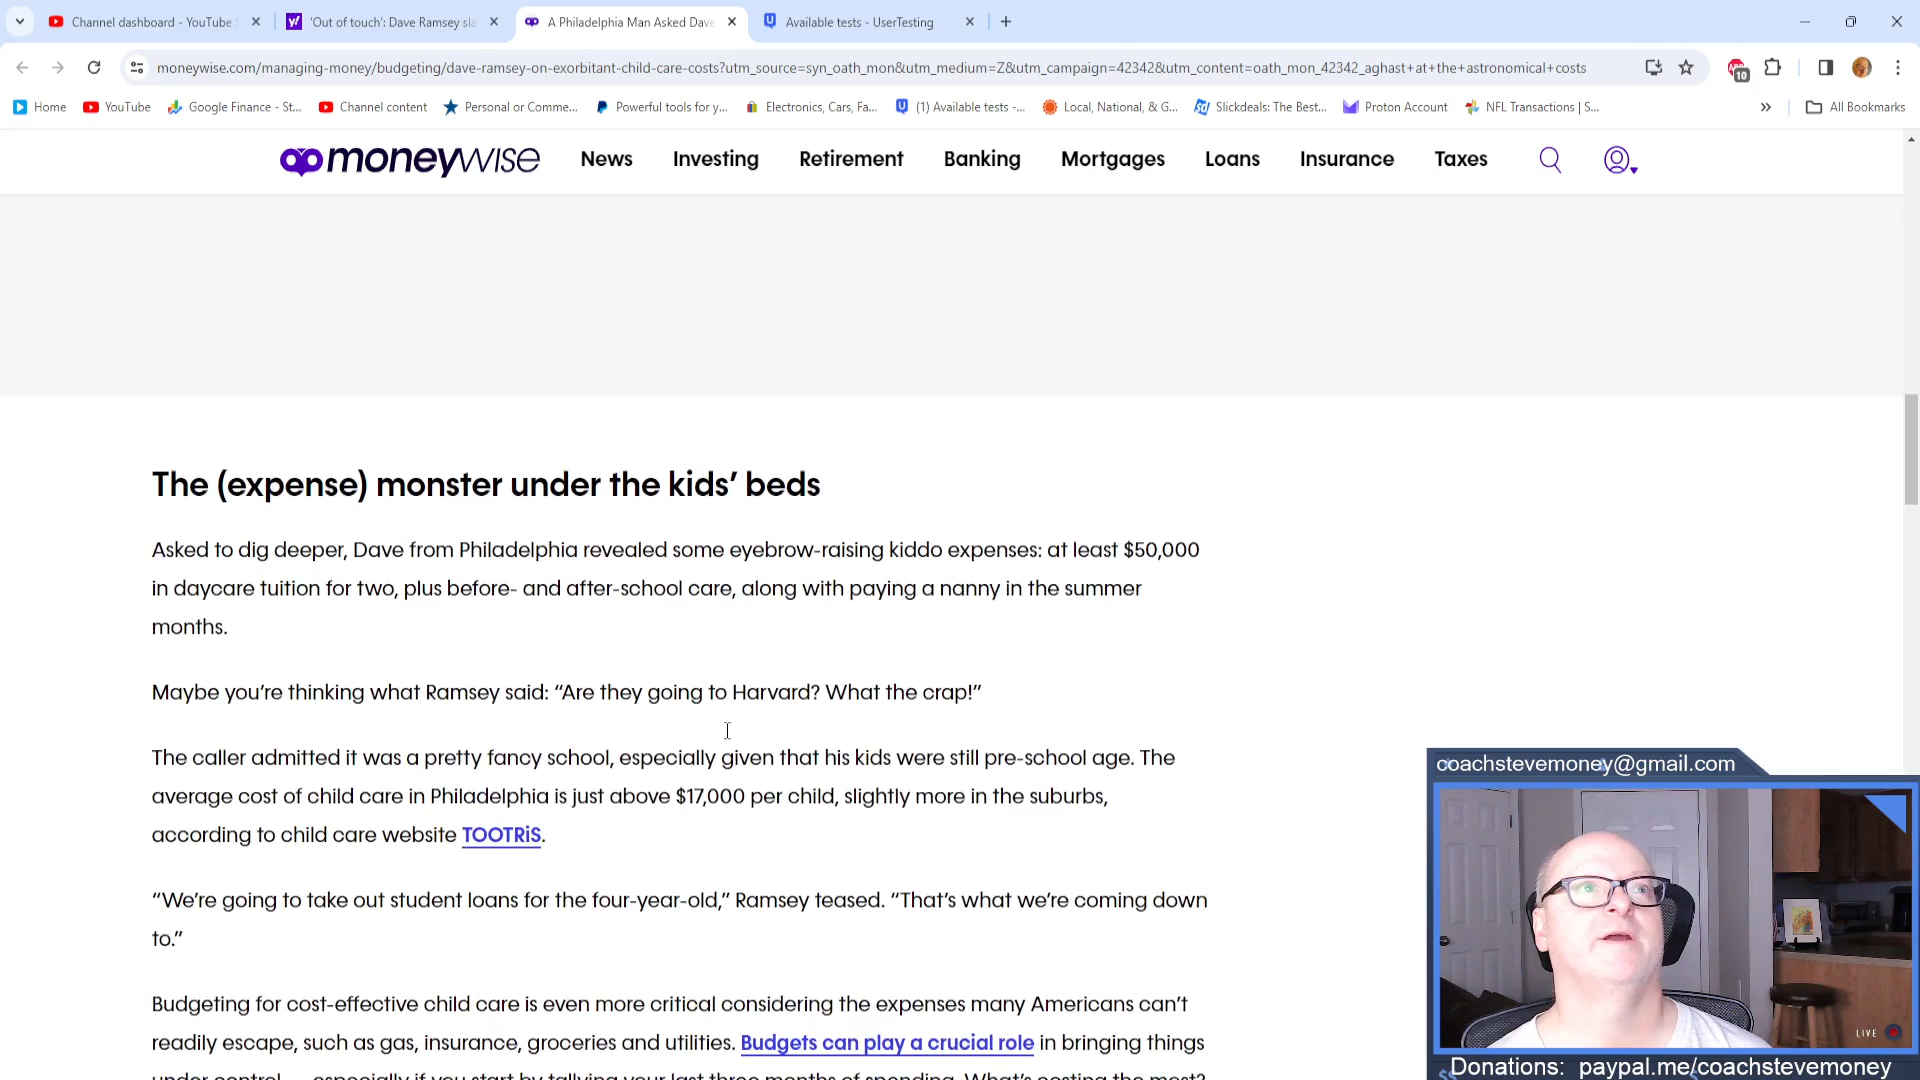 Channel dashboard - YouTube S
'Out of touch': Dave Ramsey sla
A Philadelphia Man Asked Dave
Available tests - UserTesting
moneywise.com/managing-money/budgeting/dave-ramsey-on-exorbitant-child-care-costs?utm_source=syn_oath_mon&utm_medium=Z&utm_campaign=42342&utm_content=oath_mon_42342_aghast+at+the+astronomical+costs
10
Home
YouTube
Google Finance - St...
Channel content
Personal or Comme...
Powerful tools for y...
Electronics, Cars, Fa...
(1) Available tests -...
Local, National, & G...
Slickdeals: The Best...
Proton Account
NFL Transactions | S...
All Bookmarks
moneywise
News
Investing
Retirement
Banking
Mortgages
Loans
Insurance
Taxes
The (expense) monster under the kids’ beds
Asked to dig deeper, Dave from Philadelphia revealed some eyebrow-raising kiddo expenses: at least $50,000
in daycare tuition for two, plus before- and after-school care, along with paying a nanny in the summer
months.
Maybe you’re thinking what Ramsey said: “Are they going to Harvard? What the crap!”
The caller admitted it was a pretty fancy school, especially given that his kids were still pre-school age. The
average cost of child care in Philadelphia is just above $17,000 per child, slightly more in the suburbs,
according to child care website TOOTRiS.
“We’re going to take out student loans for the four-year-old,” Ramsey teased. “That’s what we’re coming down
to.”
Budgeting for cost-effective child care is even more critical considering the expenses many Americans can’t
readily escape, such as gas, insurance, groceries and utilities. Budgets can play a crucial role in bringing things
under control — especially if you start by tallying your last three months of spending. What’s costing the most?
coachstevemoney@gmail.com
LIVE
Donations: paypal.me/coachstevemoney